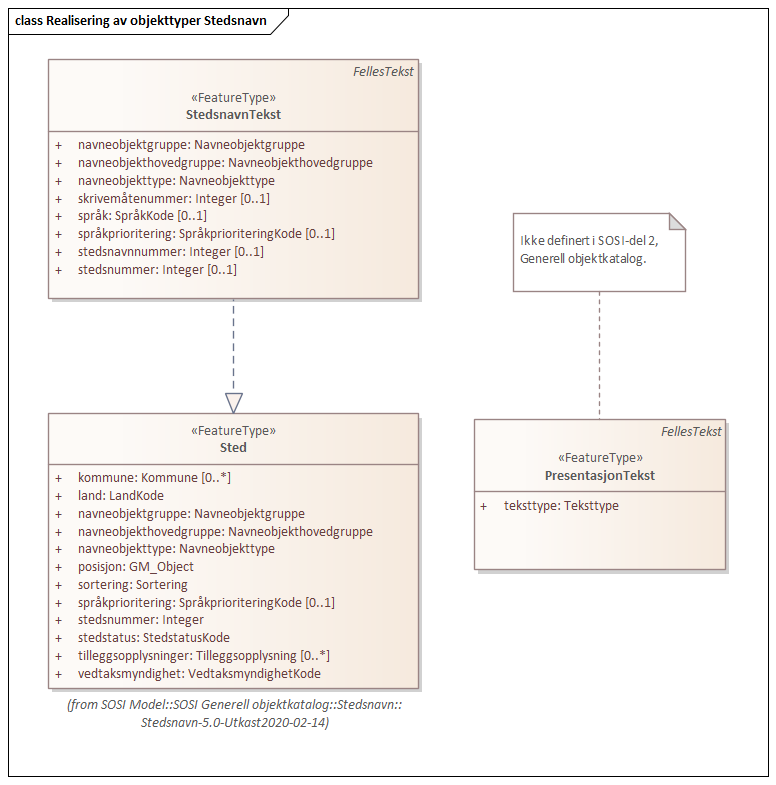 class Realisering av objekttyper Stedsnavn
FellesTekst
«FeatureType»
StedsnavnTekst
+ navneobjektgruppe: Navneobjektgruppe
+ navneobjekthovedgruppe: Navneobjekthovedgruppe
+ navneobjekttype: Navneobjekttype
+ skrivemåtenummer: Integer [0..1]
+ språk: SpråkKode [0..1]
+ språkprioritering: SpråkprioriteringKode [0..1]
+ stedsnavnnummer: Integer [0..1]
+ stedsnummer: Integer [0..1]
Ikke definert i SOSI-del 2,
Generell objektkatalog.
«FeatureType»
Sted
+ kommune: Kommune [0..*]
+ land: LandKode
+ navneobjektgruppe: Navneobjektgruppe
+ navneobjekthovedgruppe: Navneobjekthovedgruppe
+ navneobjekttype: Navneobjekttype
+ posisjon: GM_Object
+ sortering: Sortering
+ språkprioritering: SpråkprioriteringKode [0..1]
+ stedsnummer: Integer
+ stedstatus: StedstatusKode
+ tilleggsopplysninger: Tilleggsopplysning [0..*]
+ vedtaksmyndighet: VedtaksmyndighetKode
(from SOSI Model::SOSI Generell objektkatalog::Stedsnavn::
Stedsnavn-5.0-Utkast2020-02-14)
FellesTekst
«FeatureType»
PresentasjonTekst
+ teksttype: Teksttype